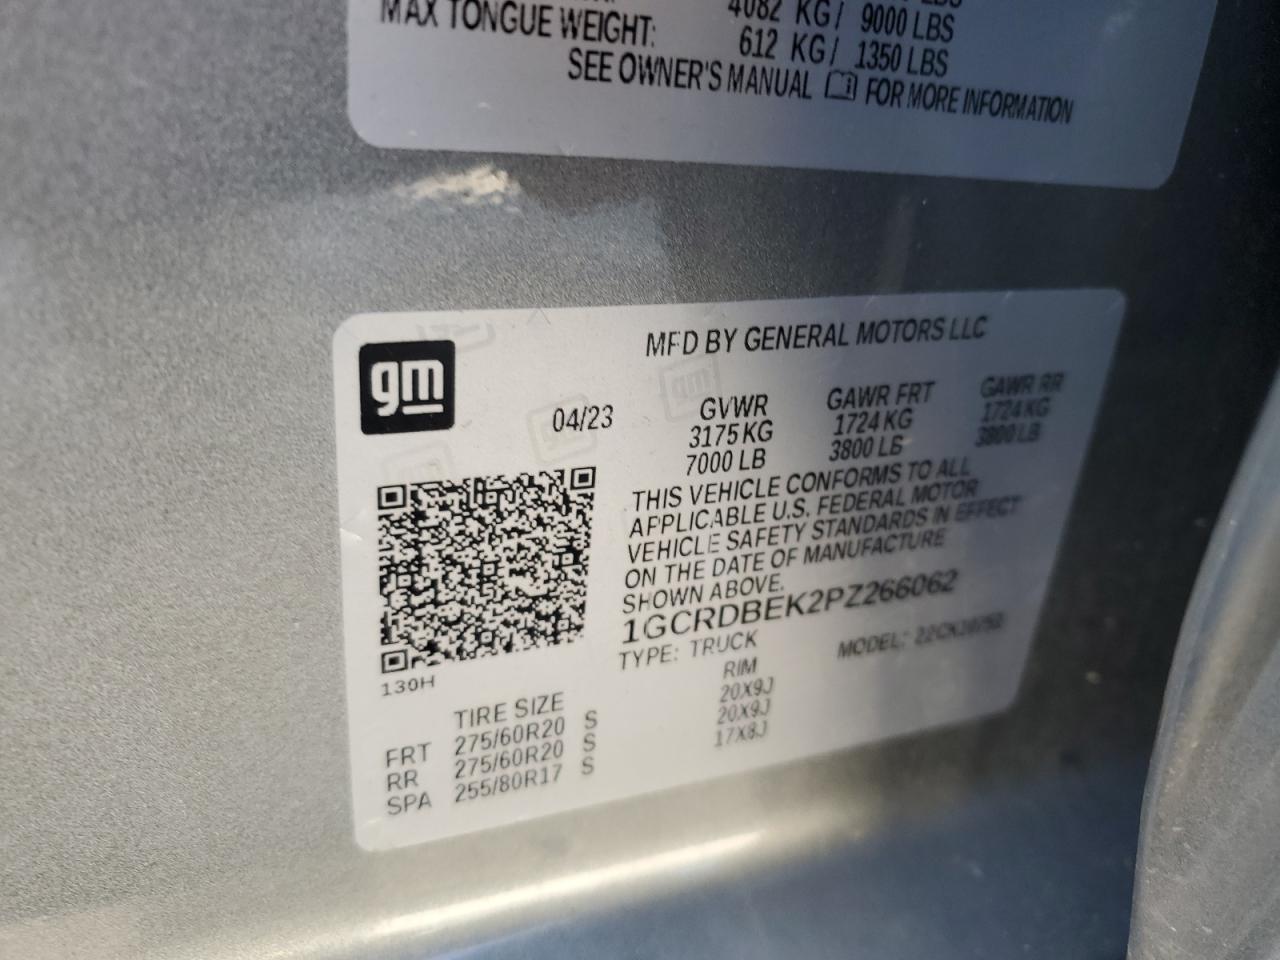 4082 KG/ 9000 LBS
MAX TONGUE WEIGHT: 612 KG/ 1350 LBS
SEE OWNER'S MANUAL FOR MORE INFORMATION
gm
MFD BY GENERAL MOTORS LLC
04/23 GVWR GAWR FRT GAWR RR
3175 KG 1724 KG 1724 KG
7000 LB 3800 LB 3800 LB
THIS VEHICLE CONFORMS TO ALL
APPLICABLE U.S. FEDERAL MOTOR
VEHICLE SAFETY STANDARDS IN EFFECT
ON THE DATE OF MANUFACTURE
SHOWN ABOVE.
1GCRDBEK2PZ266062
TYPE: TRUCK MODEL:
130H
TIRE SIZE RIM
FRT 275/60R20 S 20X9J
RR 275/60R20 S 20X9J
SPA 255/80R17 S 17X8J